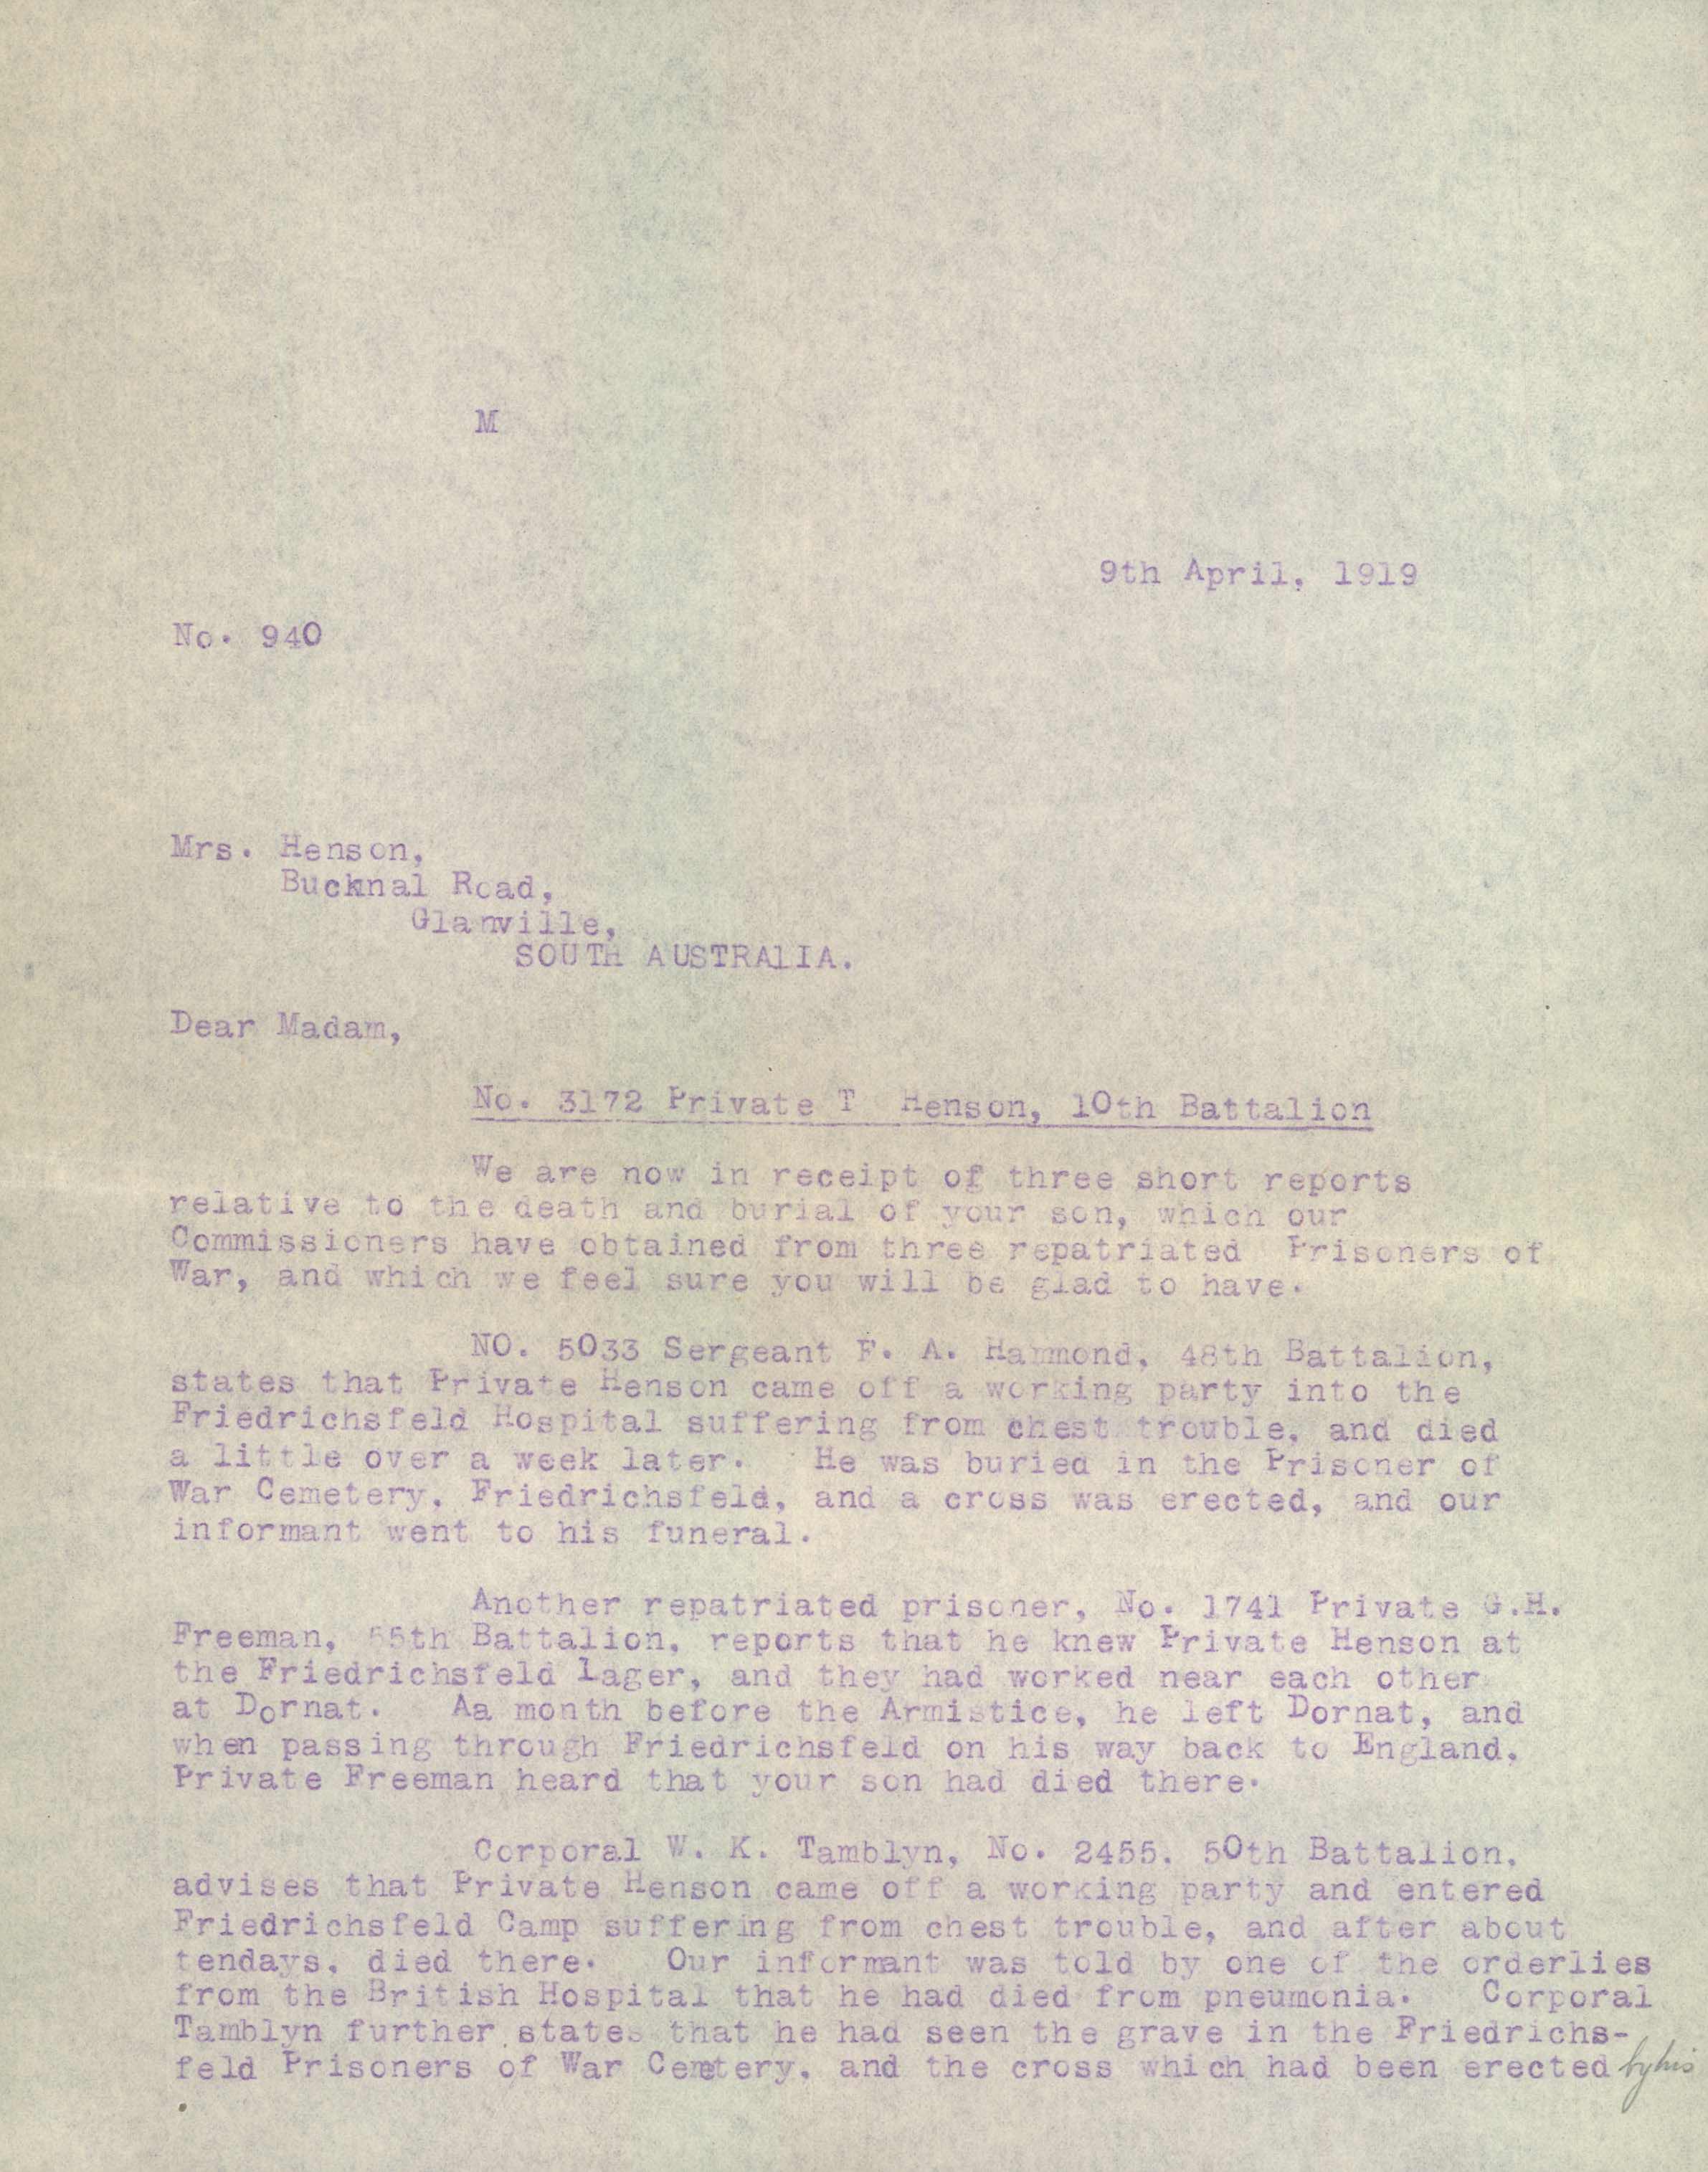 M
9th April, 1919
No. 940
Mrs. Henson,
Bucknal Road,
Glanville,
SOUTH AUSTRALIA.
Dear Madam,
No. 3172 Private T Henson, 10th Battalion
We are now in receipt of three short reports
relative to the death and burial of your son, which our
Commissioners have obtained from three repatriated Prisoners of
War, and which we feel sure you will be glad to have.
NO. 5033 Sergeant F. A. Hammond, 48th Battalion,
states that Private Henson came off a working party into the
Friedrichsfeld Hospital suffering from chest trouble, and died
a little over a week later. He was buried in the Prisoner of
War Cemetery, Friedrichsfeld, and a cross was erected, and our
informant went to his funeral.
Another repatriated prisoner, No. 1741 Private G.H.
Freeman, 55th Battalion, reports that he knew Private Henson at
the Friedrichsfeld Lager, and they had worked near each other
at Dornat. Aa month before the Armistice, he left Dornat, and
when passing through Friedrichsfeld on his way back to England,
Private Freeman heard that your son had died there.
Corporal W. K. Tamblyn, No. 2455. 50th Battalion,
advises that Private Henson came off a working party and entered
Friedrichsfeld Camp suffering from chest trouble, and after about
tendays, died there. Our informant was told by one of the orderlies
from the British Hospital that he had died from pneumonia. Corporal
Tamblyn further states that he had seen the grave in the Friedrichs-
feld Prisoners of War Cemetery, and the cross which had been erected by his